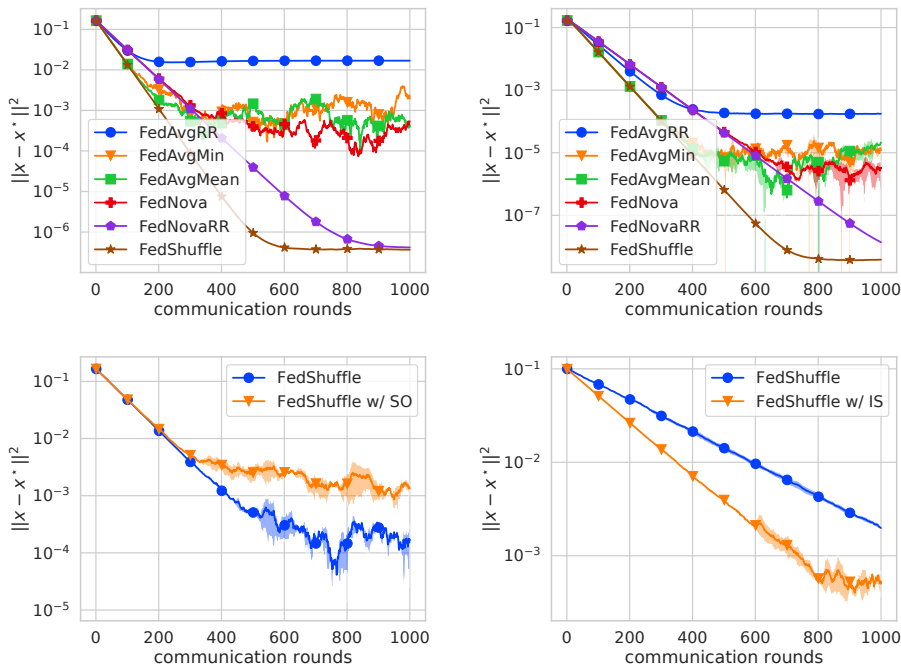 10⁻¹
10⁻²
10⁻³
10⁻⁴
10⁻⁵
10⁻⁶
||x − x*||²
FedAvgRR
FedAvgMin
FedAvgMean
FedNova
FedNovaRR
FedShuffle
0 200 400 600 800 1000
communication rounds
10⁻¹
10⁻³
10⁻⁵
10⁻⁷
||x − x*||²
FedAvgRR
FedAvgMin
FedAvgMean
FedNova
FedNovaRR
FedShuffle
0 200 400 600 800 1000
communication rounds
10⁻¹
10⁻²
10⁻³
10⁻⁴
10⁻⁵
||x − x*||²
FedShuffle
FedShuffle w/ SO
0 200 400 600 800 1000
communication rounds
10⁻¹
10⁻²
10⁻³
||x − x*||²
FedShuffle
FedShuffle w/ IS
0 200 400 600 800 1000
communication rounds